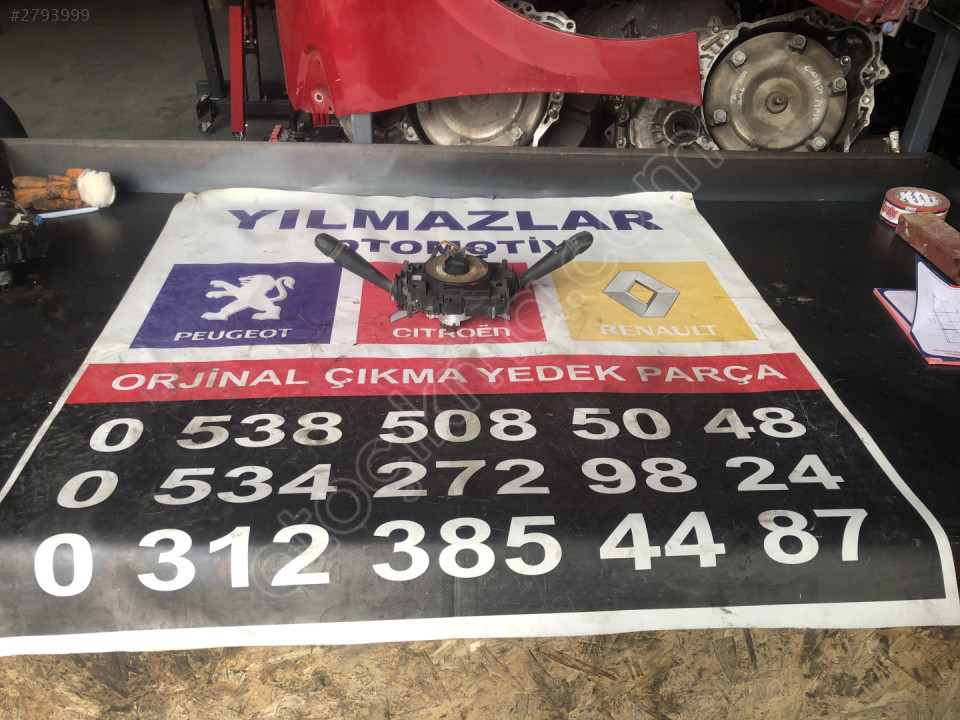 #2793999
YILMAZLAR
OTOMOTİV
PEUGEOT CITROËN RENAULT
ORJİNAL ÇIKMA YEDEK PARÇA
0 538 508 50 48
0 534 272 98 24
0 312 385 44 87